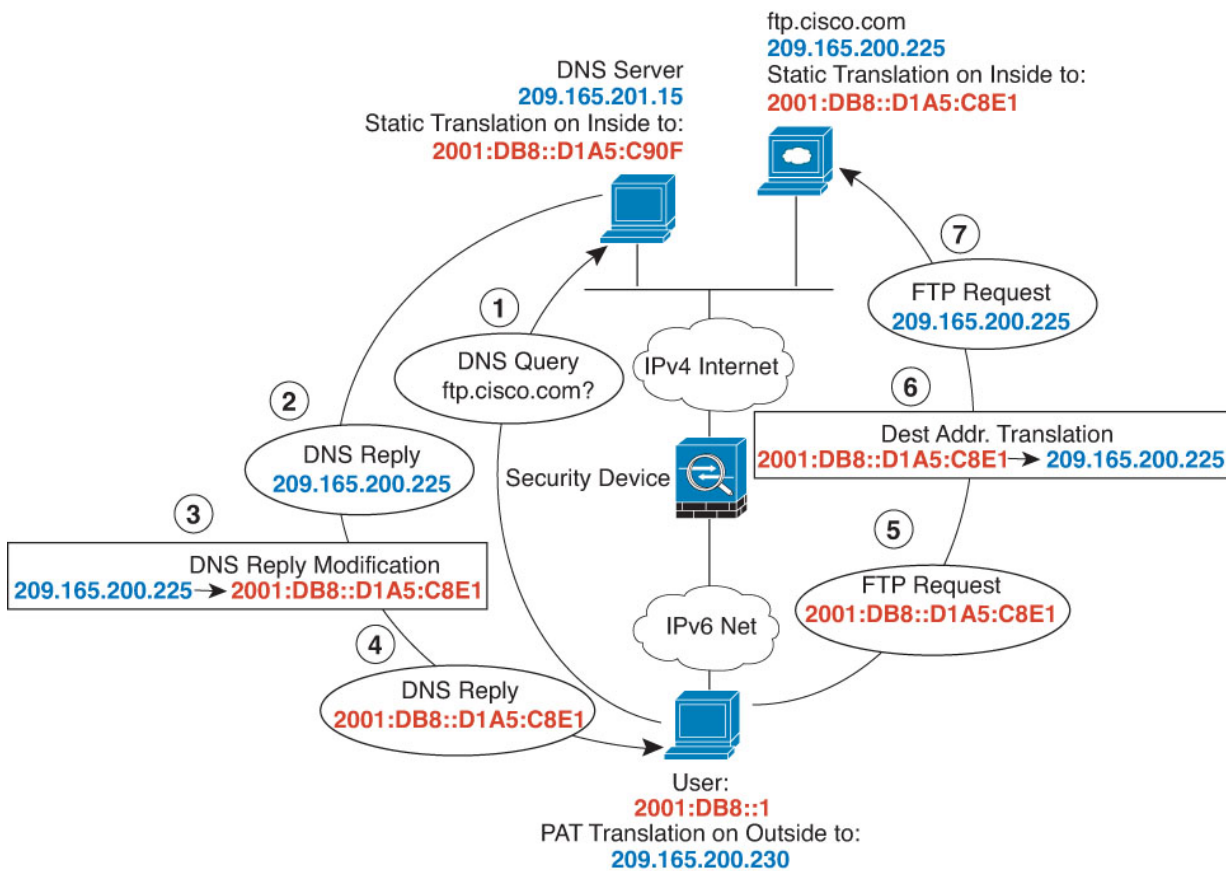 ftp.cisco.com
209.165.200.225
Static Translation on Inside to:
2001:DB8::D1A5:C8E1
DNS Server
209.165.201.15
Static Translation on Inside to:
2001:DB8::D1A5:C90F
1
DNS Query
ftp.cisco.com?
2
DNS Reply
209.165.200.225
3
DNS Reply Modification
209.165.200.225 → 2001:DB8::D1A5:C8E1
4
DNS Reply
2001:DB8::D1A5:C8E1
IPv4 Internet
Security Device
IPv6 Net
7
FTP Request
209.165.200.225
6
Dest Addr. Translation
2001:DB8::D1A5:C8E1 → 209.165.200.225
5
FTP Request
2001:DB8::D1A5:C8E1
User:
2001:DB8::1
PAT Translation on Outside to:
209.165.200.230